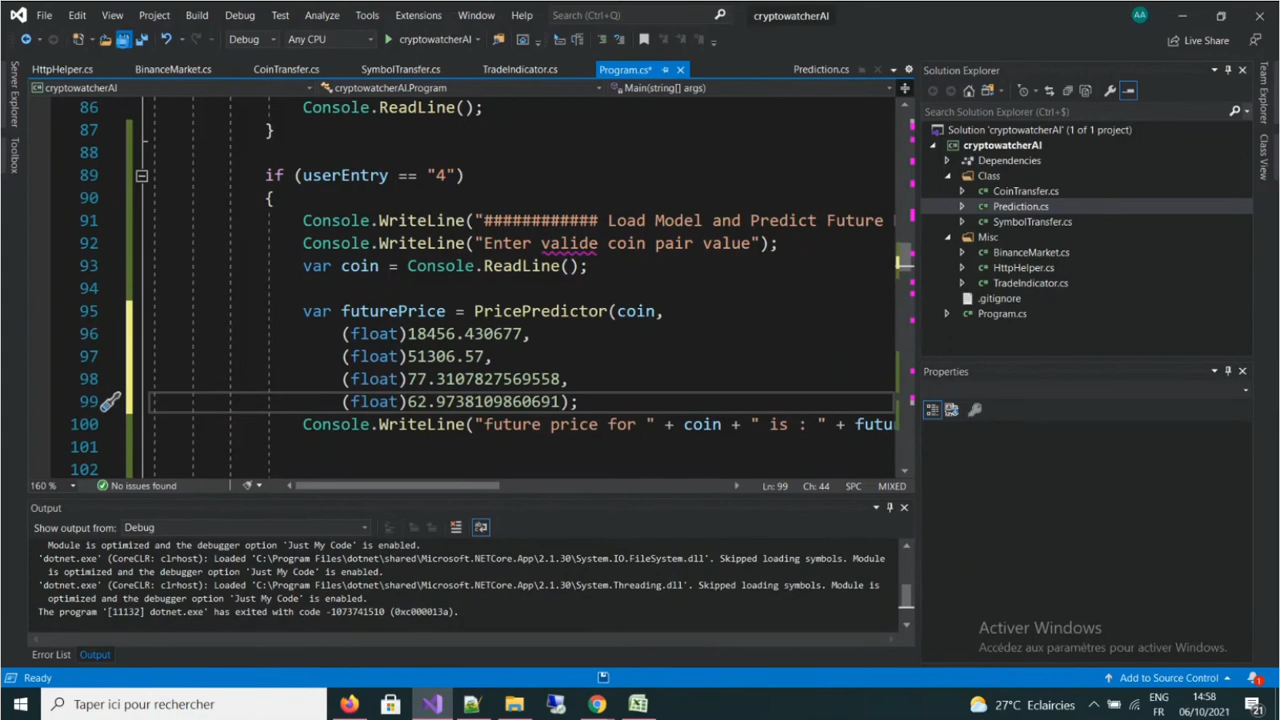 File Edit View Project Build Debug Test Analyze Tools Extensions Window Help Search (Ctrl+Q) cryptowatcherAI AA
Debug Any CPU cryptowatcherAI Live Share
HttpHelper.cs BinanceMarket.cs CoinTransfer.cs SymbolTransfer.cs TradeIndicator.cs Program.cs* Prediction.cs
cryptowatcherAI cryptowatcherAI.Program Main(string[] args)
Server Explorer
Toolbox
86 Console.ReadLine();
87 }
88
89 if (userEntry == "4")
90 {
91 Console.WriteLine("############ Load Model and Predict Future
92 Console.WriteLine("Enter valide coin pair value");
93 var coin = Console.ReadLine();
94
95 var futurePrice = PricePredictor(coin,
96 (float)18456.430677,
97 (float)51306.57,
98 (float)77.3107827569558,
99 (float)62.9738109860691);
100 Console.WriteLine("future price for " + coin + " is : " + futu
101
102
160 % No issues found Ln: 99 Ch: 44 SPC MIXED
Output
Show output from: Debug
Module is optimized and the debugger option 'Just My Code' is enabled.
'dotnet.exe' (CoreCLR: clrhost): Loaded 'C:\Program Files\dotnet\shared\Microsoft.NETCore.App\2.1.30\System.IO.FileSystem.dll'. Skipped loading symbols. Module
is optimized and the debugger option 'Just My Code' is enabled.
'dotnet.exe' (CoreCLR: clrhost): Loaded 'C:\Program Files\dotnet\shared\Microsoft.NETCore.App\2.1.30\System.Threading.dll'. Skipped loading symbols. Module is
optimized and the debugger option 'Just My Code' is enabled.
The program '[11132] dotnet.exe' has exited with code -1073741510 (0xc000013a).
Error List Output
Solution Explorer
Search Solution Explorer (Ctrl+$)
Solution 'cryptowatcherAI' (1 of 1 project)
cryptowatcherAI
Dependencies
Class
CoinTransfer.cs
Prediction.cs
SymbolTransfer.cs
Misc
BinanceMarket.cs
HttpHelper.cs
TradeIndicator.cs
.gitignore
Program.cs
Properties
Team Explorer
Class View
Activer Windows
Accédez aux paramètres pour activer Windows.
Ready Add to Source Control 1
Taper ici pour rechercher 27°C Eclaircies ENG 14:58
FR 06/10/2021 21